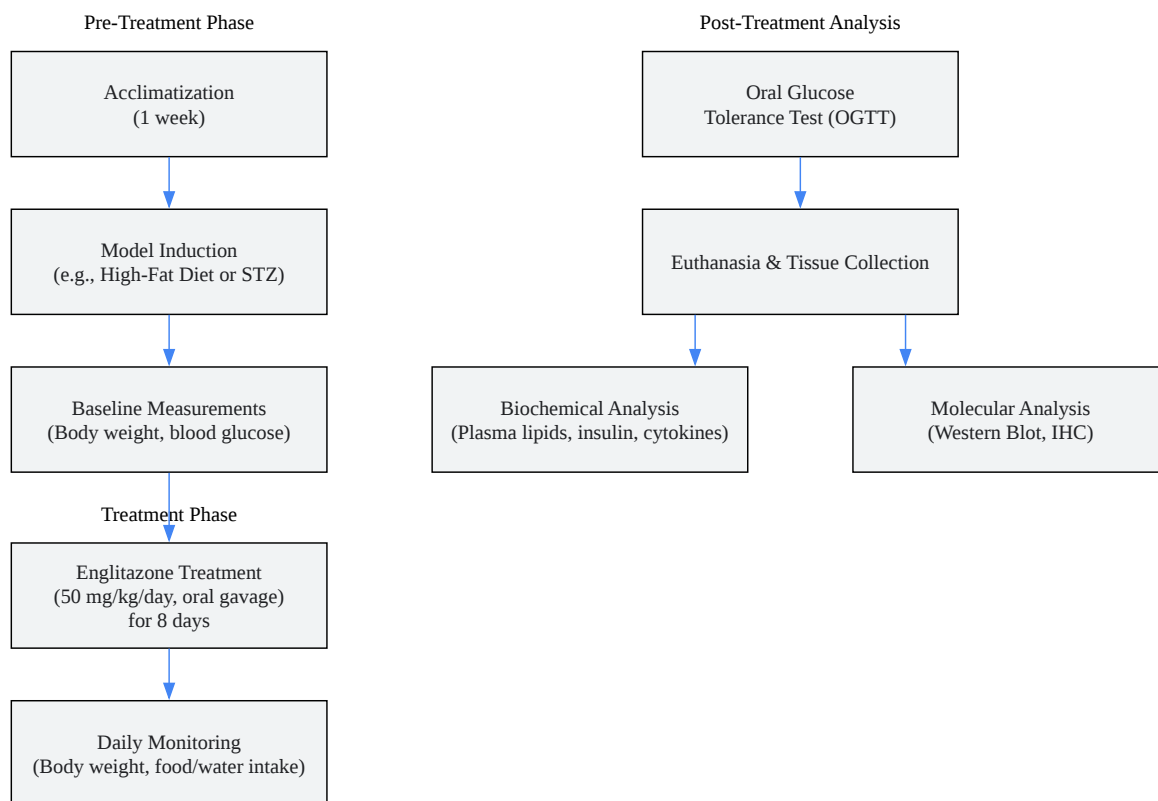 Pre-Treatment Phase
Acclimatization
(1 week)
Model Induction
(e.g., High-Fat Diet or STZ)
Baseline Measurements
(Body weight, blood glucose)
Treatment Phase
Englitazone Treatment
(50 mg/kg/day, oral gavage)
for 8 days
Daily Monitoring
(Body weight, food/water intake)
Post-Treatment Analysis
Oral Glucose
Tolerance Test (OGTT)
Euthanasia & Tissue Collection
Biochemical Analysis
(Plasma lipids, insulin, cytokines)
Molecular Analysis
(Western Blot, IHC)